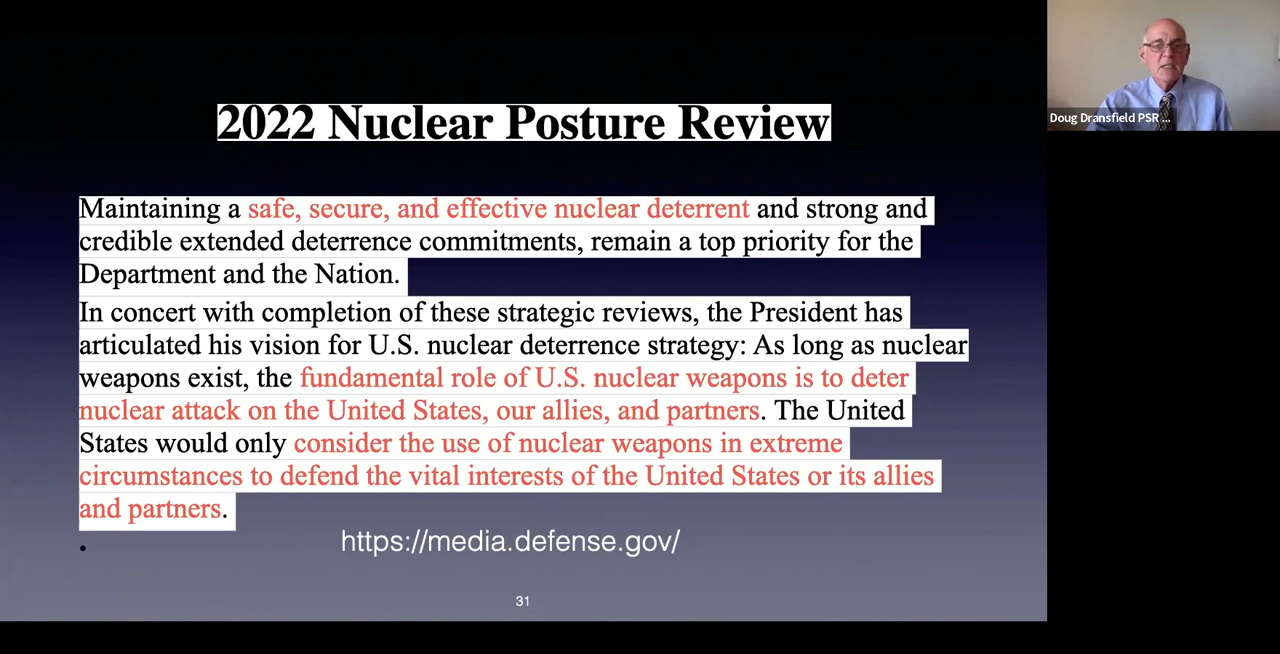 2022 Nuclear Posture Review
Maintaining a safe, secure, and effective nuclear deterrent and strong and
credible extended deterrence commitments, remain a top priority for the
Department and the Nation.
In concert with completion of these strategic reviews, the President has
articulated his vision for U.S. nuclear deterrence strategy: As long as nuclear
weapons exist, the fundamental role of U.S. nuclear weapons is to deter
nuclear attack on the United States, our allies, and partners. The United
States would only consider the use of nuclear weapons in extreme
circumstances to defend the vital interests of the United States or its allies
and partners.
https://media.defense.gov/
31
Doug Dransfield PSR ...